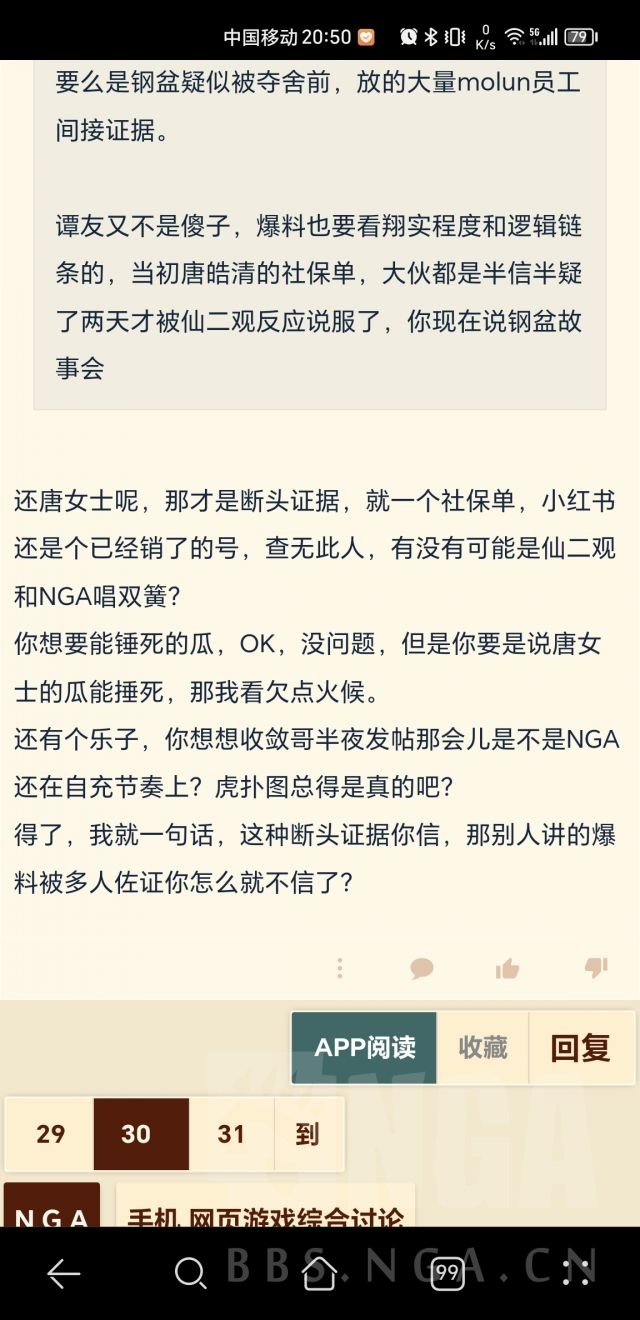 中国移动 20:50 0 K/s 5G 79
要么是钢盆疑似被夺舍前，放的大量molun员工
间接证据。
谭友又不是傻子，爆料也要看翔实程度和逻辑链
条的，当初唐皓清的社保单，大伙都是半信半疑
了两天才被仙二观反应说服了，你现在说钢盆故
事会
还唐女士呢，那才是断头证据，就一个社保单，小红书
还是个已经销了的号，查无此人，有没有可能是仙二观
和NGA唱双簧？
你想要能锤死的瓜，OK，没问题，但是你要是说唐女
士的瓜能捶死，那我看欠点火候。
还有个乐子，你想想收敛哥半夜发帖那会儿是不是NGA
还在自充节奏上？虎扑图总得是真的吧？
得了，我就一句话，这种断头证据你信，那别人讲的爆
料被多人佐证你怎么就不信了？
APP阅读 收藏 回复
29 30 31 到
NGA 手机 网页游戏综合讨论
NGA
BBS.NGA.CN
99